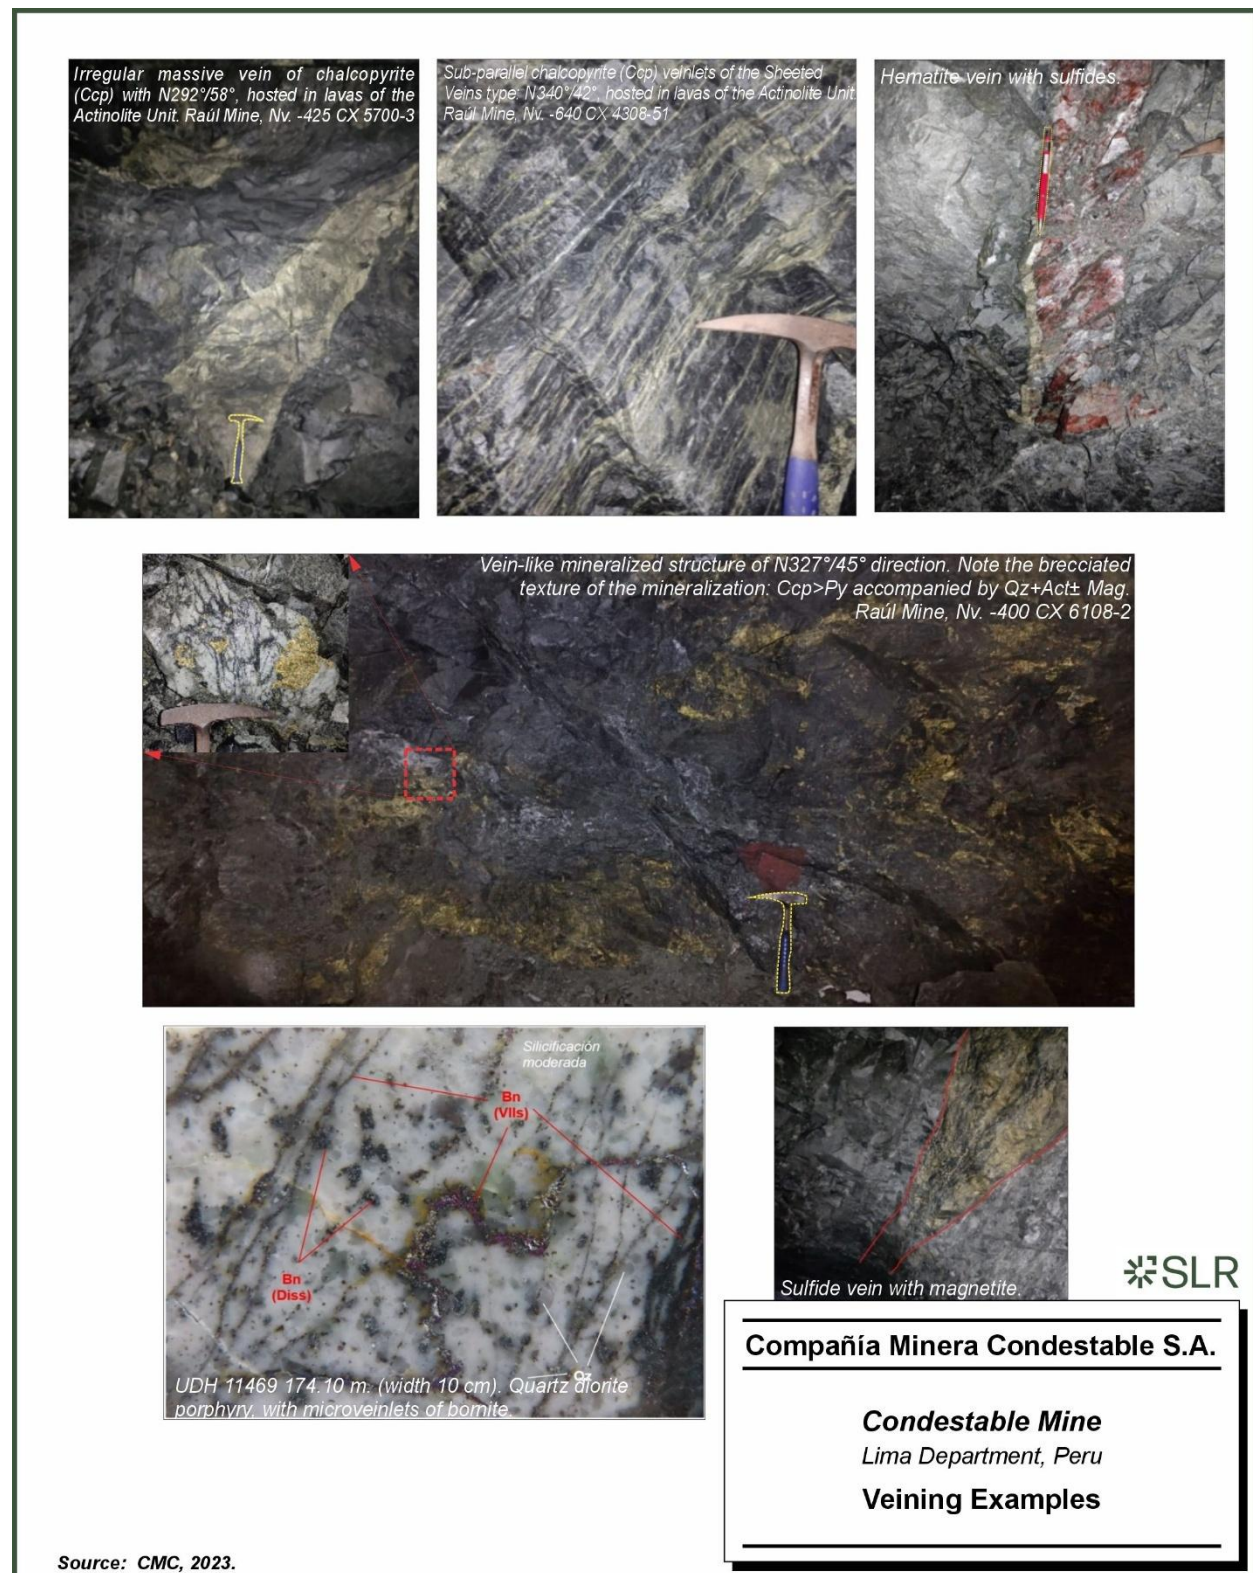 Irregular massive vein of chalcopyrite
(Ccp) with N292°/58°, hosted in lavas of the
Actinolite Unit. Raúl Mine, Nv. -425 CX 5700-3
Sub-parallel chalcopyrite (Ccp) veinlets of the Sheeted
Veins type: N340°/42°, hosted in lavas of the Actinolite Unit.
Raúl Mine, Nv. -640 CX 4308-51
Hematite vein with sulfides.
Vein-like mineralized structure of N327°/45° direction. Note the brecciated
texture of the mineralization: Ccp>Py accompanied by Qz+Act± Mag.
Raúl Mine, Nv. -400 CX 6108-2
Silicificación
moderada
Bn
(Vlls)
Bn
(Diss)
Qz
UDH 11469 174.10 m. (width 10 cm). Quartz diorite
porphyry, with microveinlets of bornite.
Sulfide vein with magnetite.
SLR
Compañía Minera Condestable S.A.
Condestable Mine
Lima Department, Peru
Veining Examples
Source: CMC, 2023.